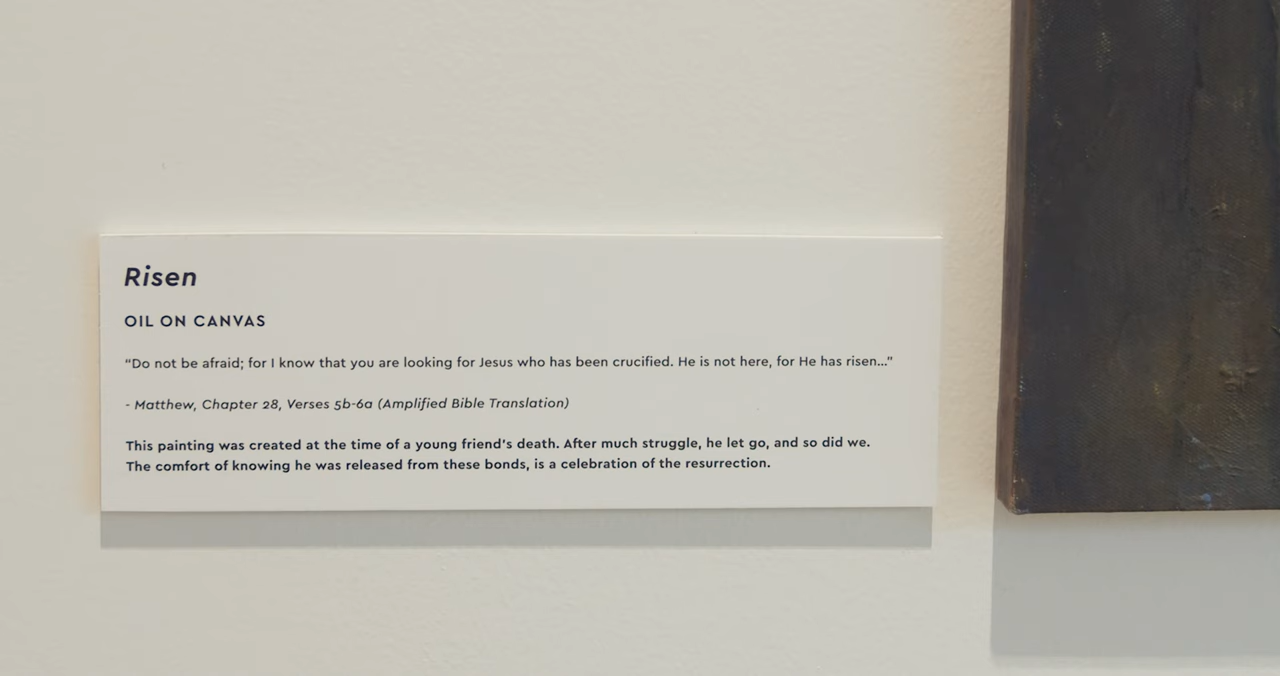 Risen
OIL ON CANVAS
“Do not be afraid; for I know that you are looking for Jesus who has been crucified. He is not here, for He has risen...”
- Matthew, Chapter 28, Verses 5b-6a (Amplified Bible Translation)
This painting was created at the time of a young friend's death. After much struggle, he let go, and so did we.
The comfort of knowing he was released from these bonds, is a celebration of the resurrection.